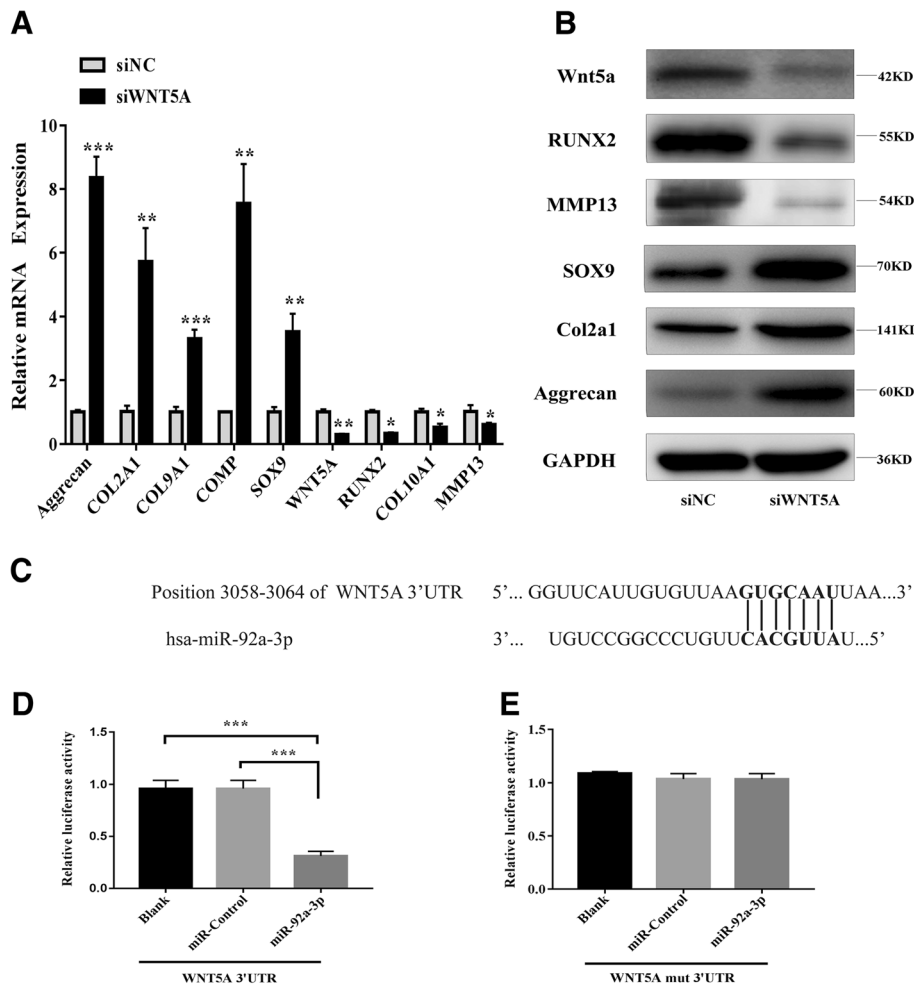 A
siNC
siWNT5A
Relative mRNA Expression
10
8
6
4
2
0
***
**
***
**
**
**
*
*
*
Aggrecan
COL2A1
COL9A1
COMP
SOX9
WNT5A
RUNX2
COL10A1
MMP13
B
Wnt5a
42KD
RUNX2
55KD
MMP13
54KD
SOX9
70KD
Col2a1
141KD
Aggrecan
60KD
GAPDH
36KD
siNC siWNT5A
C
Position 3058-3064 of WNT5A 3'UTR 5'... GGUUCAUUGUGUUAAGUGCAAUUUAA...3'
hsa-miR-92a-3p 3'... UGUCCGGCCCUGUUCACGUUAU...5'
D
Relative luciferase activity
1.5
1.0
0.5
0.0
***
***
Blank
miR-Control
miR-92a-3p
WNT5A 3'UTR
E
Relative luciferase activity
1.5
1.0
0.5
0.0
Blank
miR-Control
miR-92a-3p
WNT5A mut 3'UTR